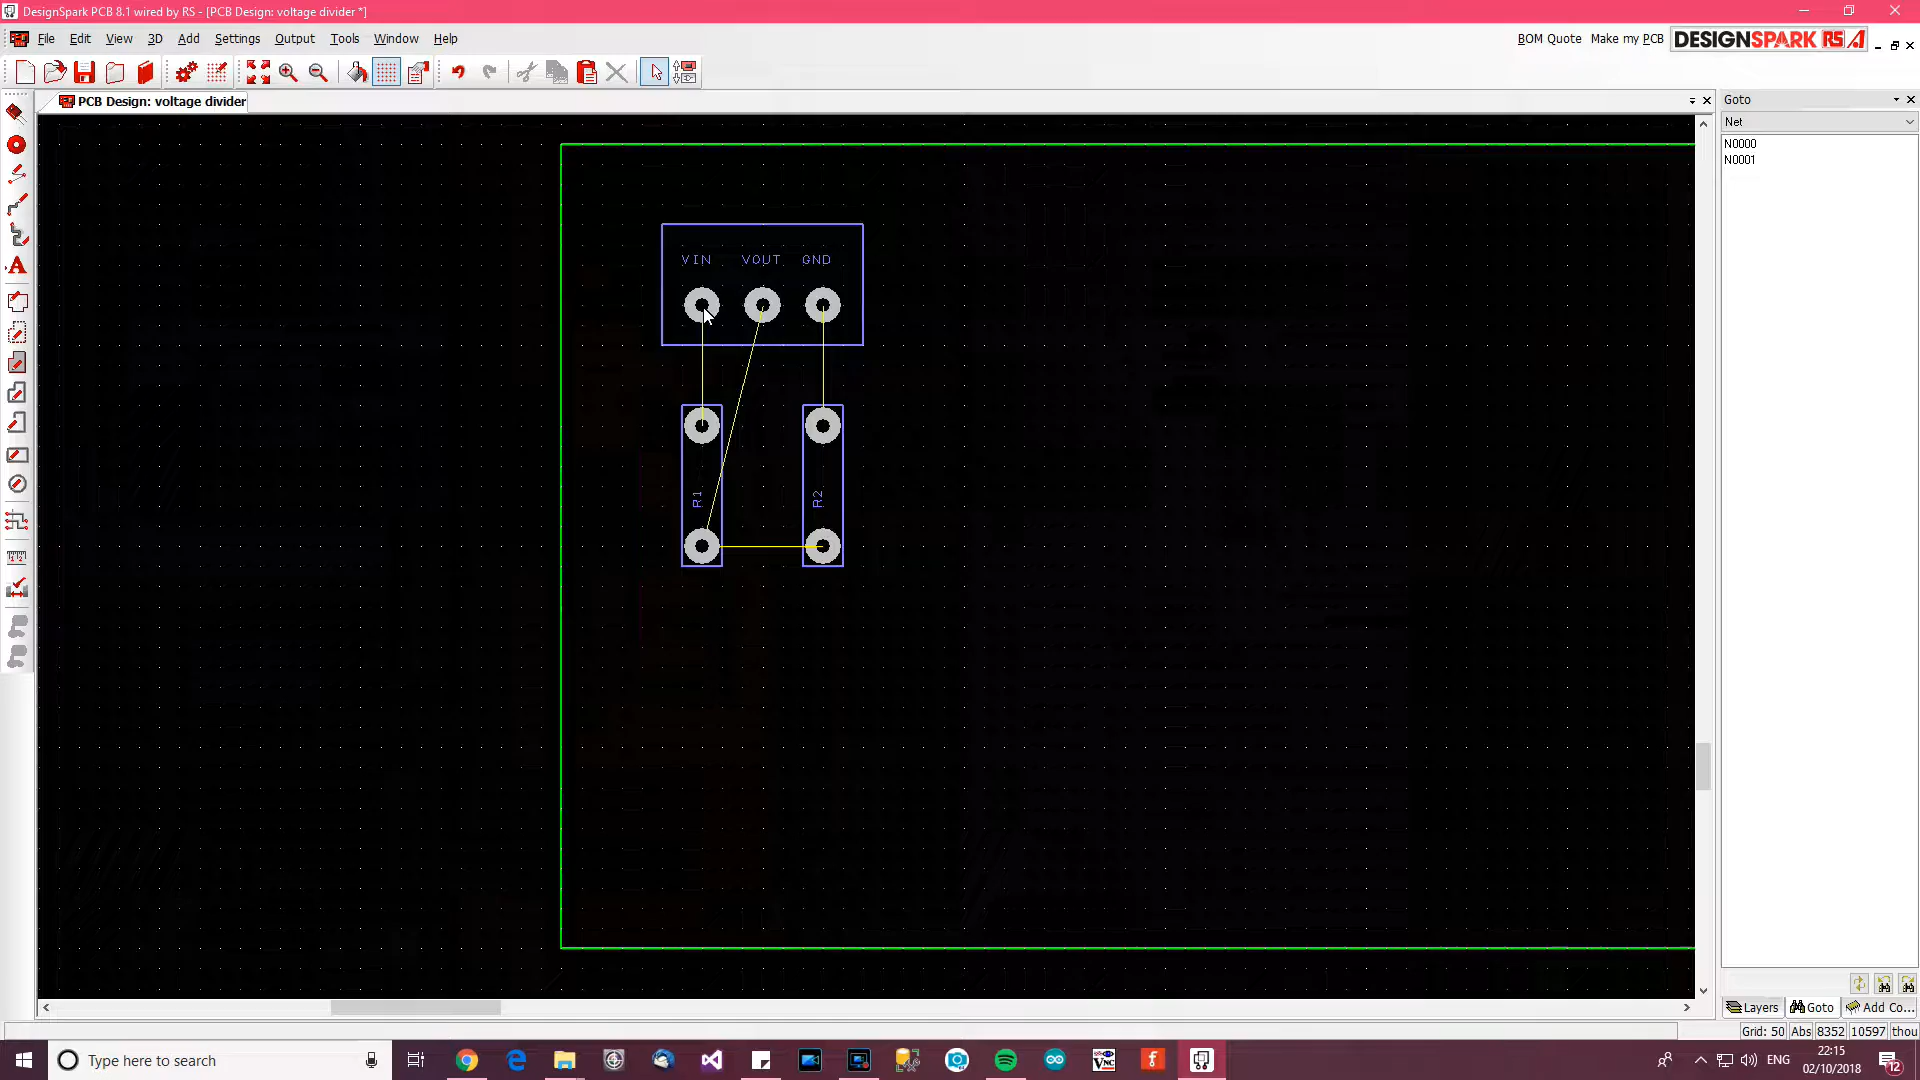 DesignSpark PCB 8.1 wired by RS - [PCB Design: voltage divider *]
File Edit View 3D Add Settings Output Tools Window Help
BOM Quote Make my PCB DESIGNSPARK RS
PCB Design: voltage divider
Goto
Net
N0000
N0001
VIN VOUT GND
R1 R2
Layers Goto Add Co...
Grid: 50 Abs 8352 10597 thou
Type here to search
ENG
22:15
02/10/2018
12